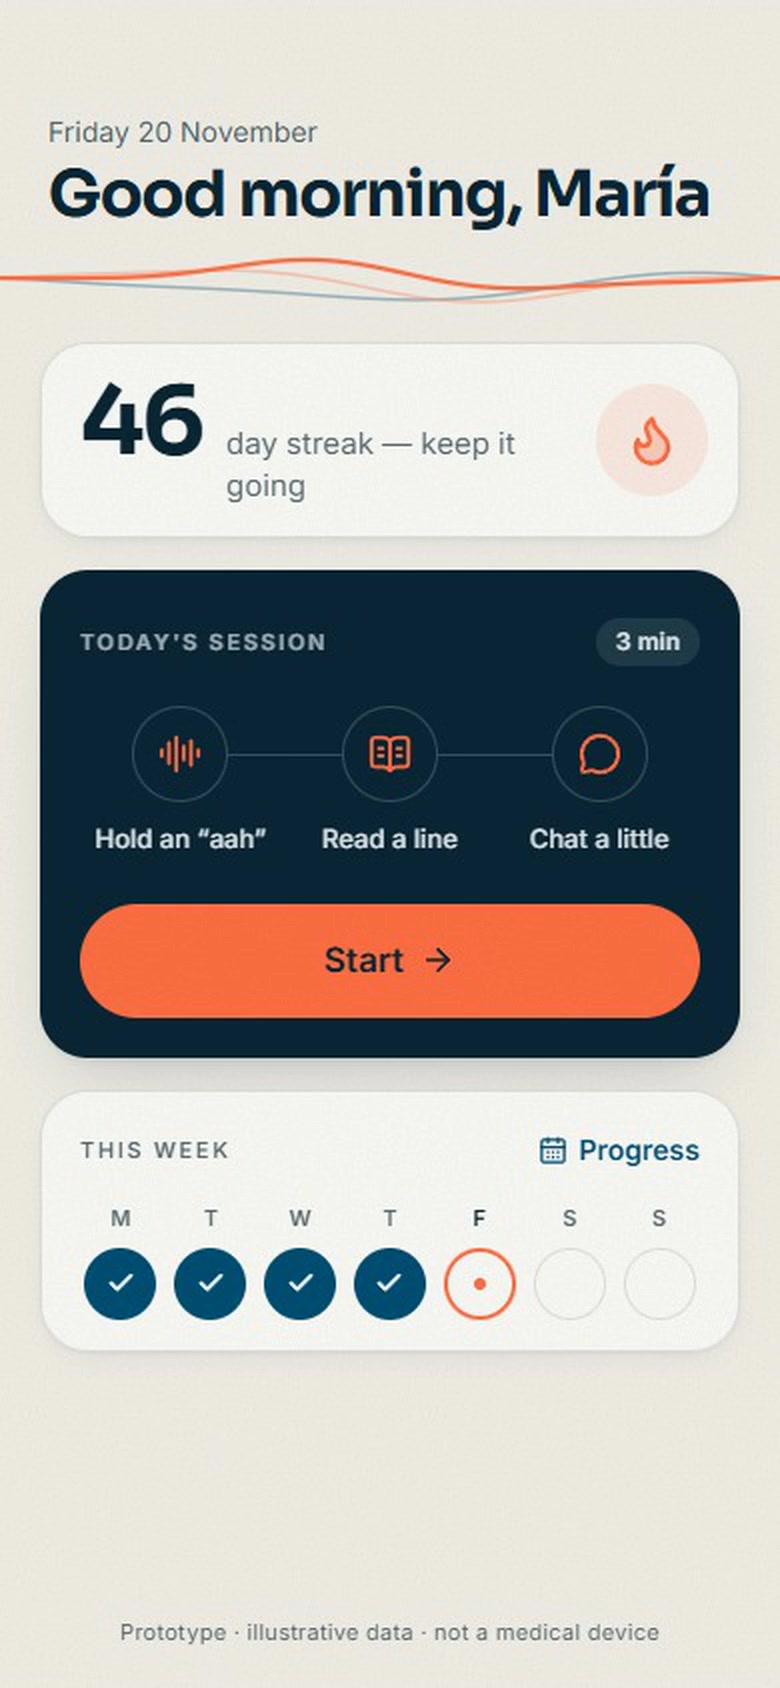 Friday 20 November
Good morning, María
46 day streak — keep it
going
TODAY'S SESSION 3 min
Hold an “aah” Read a line Chat a little
Start →
THIS WEEK Progress
M T W T F S S
Prototype · illustrative data · not a medical device